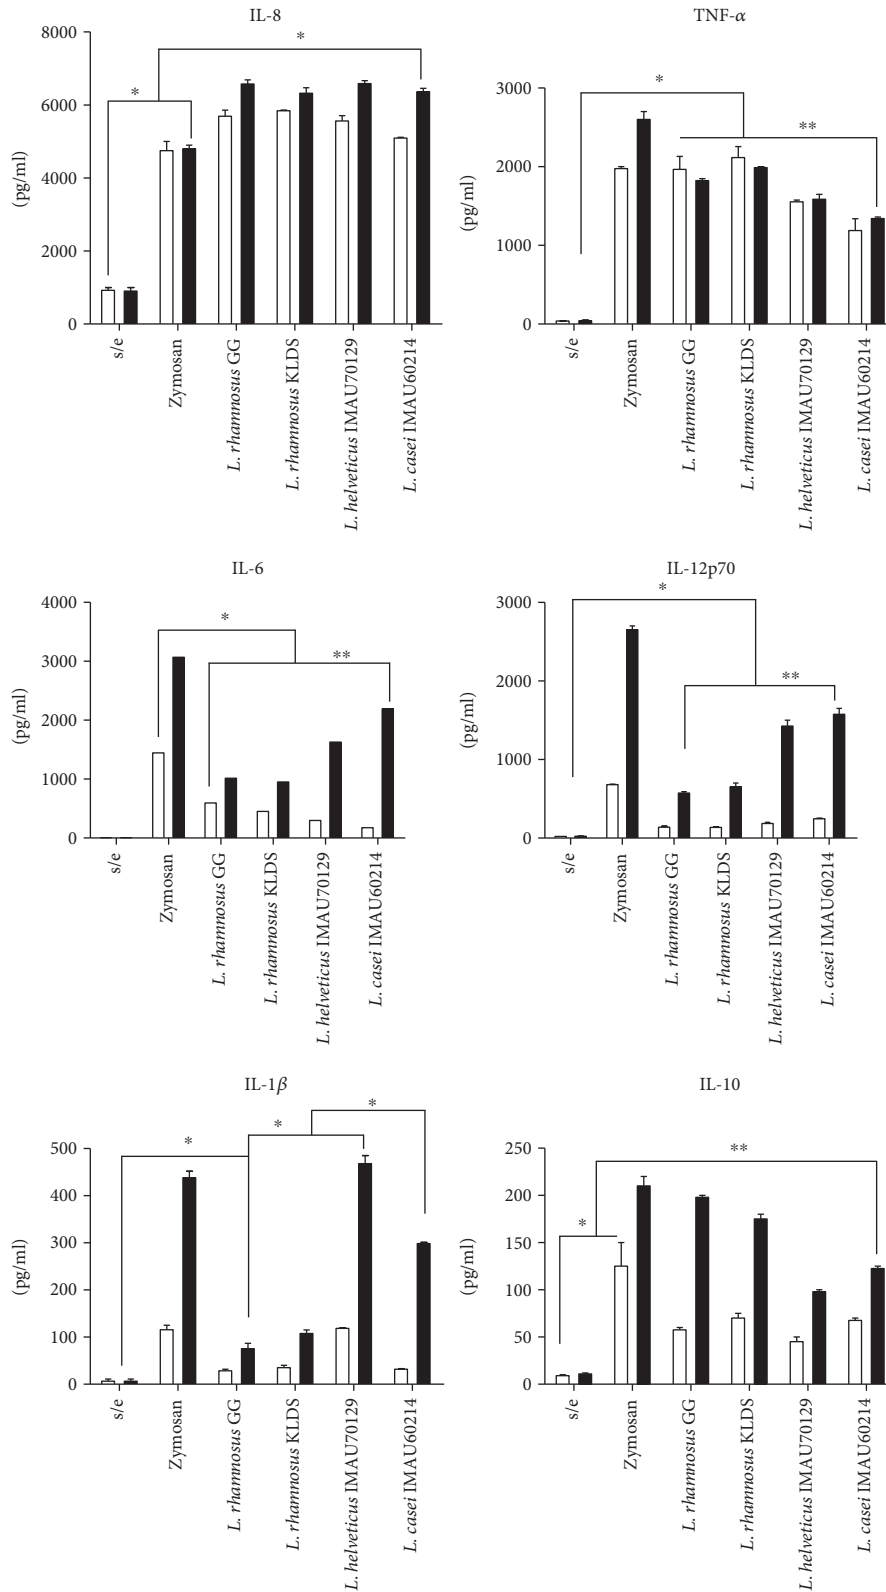 IL-8
8000
6000
4000
2000
0
(pg/ml)
*
*
s/e
Zymosan
L. rhamnosus GG
L. rhamnosus KLDS
L. helveticus IMAU70129
L. casei IMAU60214
TNF-α
3000
2000
1000
0
(pg/ml)
*
**
s/e
Zymosan
L. rhamnosus GG
L. rhamnosus KLDS
L. helveticus IMAU70129
L. casei IMAU60214
IL-6
4000
3000
2000
1000
0
(pg/ml)
*
**
s/e
Zymosan
L. rhamnosus GG
L. rhamnosus KLDS
L. helveticus IMAU70129
L. casei IMAU60214
IL-12p70
3000
2000
1000
0
(pg/ml)
*
**
s/e
Zymosan
L. rhamnosus GG
L. rhamnosus KLDS
L. helveticus IMAU70129
L. casei IMAU60214
IL-1β
500
400
300
200
100
0
(pg/ml)
*
*
*
s/e
Zymosan
L. rhamnosus GG
L. rhamnosus KLDS
L. helveticus IMAU70129
L. casei IMAU60214
IL-10
250
200
150
100
50
0
(pg/ml)
*
**
s/e
Zymosan
L. rhamnosus GG
L. rhamnosus KLDS
L. helveticus IMAU70129
L. casei IMAU60214